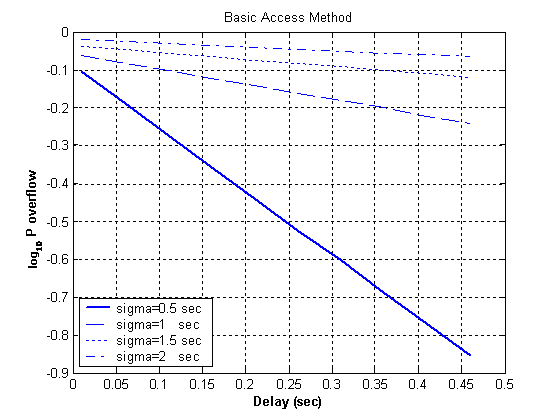 Basic Access Method
0
-0.1
-0.2
-0.3
-0.4
-0.5
-0.6
-0.7
-0.8
-0.9
log10 P overflow
sigma=0.5 sec
sigma=1 sec
sigma=1.5 sec
sigma=2 sec
0 0.05 0.1 0.15 0.2 0.25 0.3 0.35 0.4 0.45 0.5
Delay (sec)